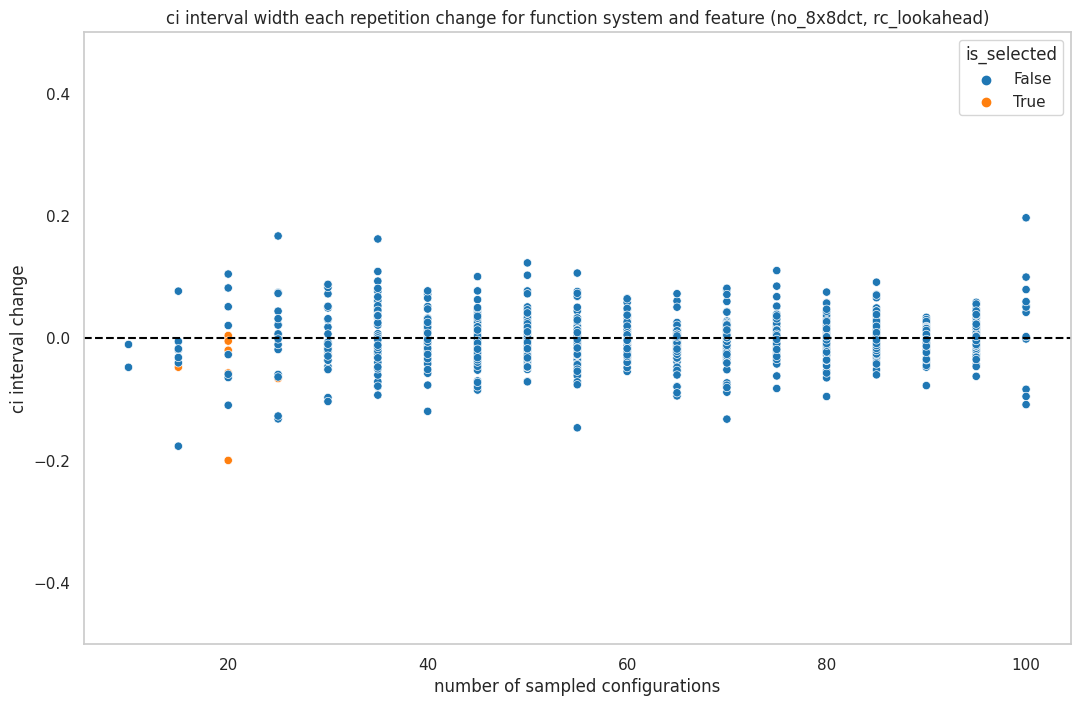 ci interval width each repetition change for function system and feature (no_8x8dct, rc_lookahead)
is_selected
False
True
ci interval change
0.4
0.2
0.0
−0.2
−0.4
20
40
60
80
100
number of sampled configurations